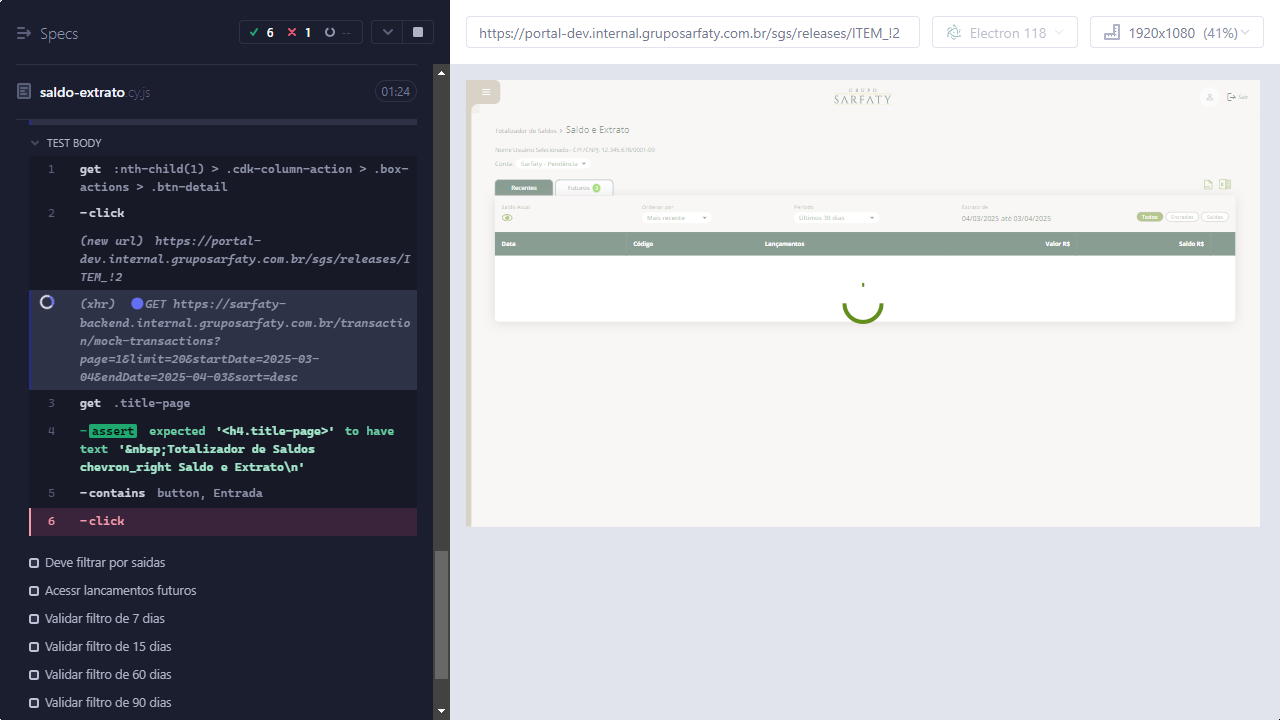 Specs
6
1
--
https://portal-dev.internal.gruposarfaty.com.br/sgs/releases/ITEM_!2
Electron 118
1920x1080 (41%)
saldo-extrato.cy.js
01:24
TEST BODY
1 get :nth-child(1) > .cdk-column-action > .box-
actions > .btn-detail
2 -click
(new url) https://portal-
dev.internal.gruposarfaty.com.br/sgs/releases/I
TEM_!2
(xhr) GET https://sarfaty-
backend.internal.gruposarfaty.com.br/transactio
n/mock-transactions?
page=1&limit=20&startDate=2025-03-
04&endDate=2025-04-03&sort=desc
3 get .title-page
4 -assert expected '<h4.title-page>' to have
text '&nbsp;Totalizador de Saldos
chevron_right Saldo e Extrato\n'
5 -contains button, Entrada
6 -click
Deve filtrar por saidas
Acessr lancamentos futuros
Validar filtro de 7 dias
Validar filtro de 15 dias
Validar filtro de 60 dias
Validar filtro de 90 dias
GRUPO
SARFATY
Sair
Totalizador de Saldos > Saldo e Extrato
Nome Usuário Selecionado - CPF/CNPJ: 12.345.678/0001-99
Conta: Sarfaty - Pendência
Recentes
Futuros 3
Saldo Atual
Ordenar por
Mais recente
Período
Últimos 30 dias
Extrato de
04/03/2025 até 03/04/2025
Todos
Entradas
Saídas
Data
Código
Lançamentos
Valor R$
Saldo R$